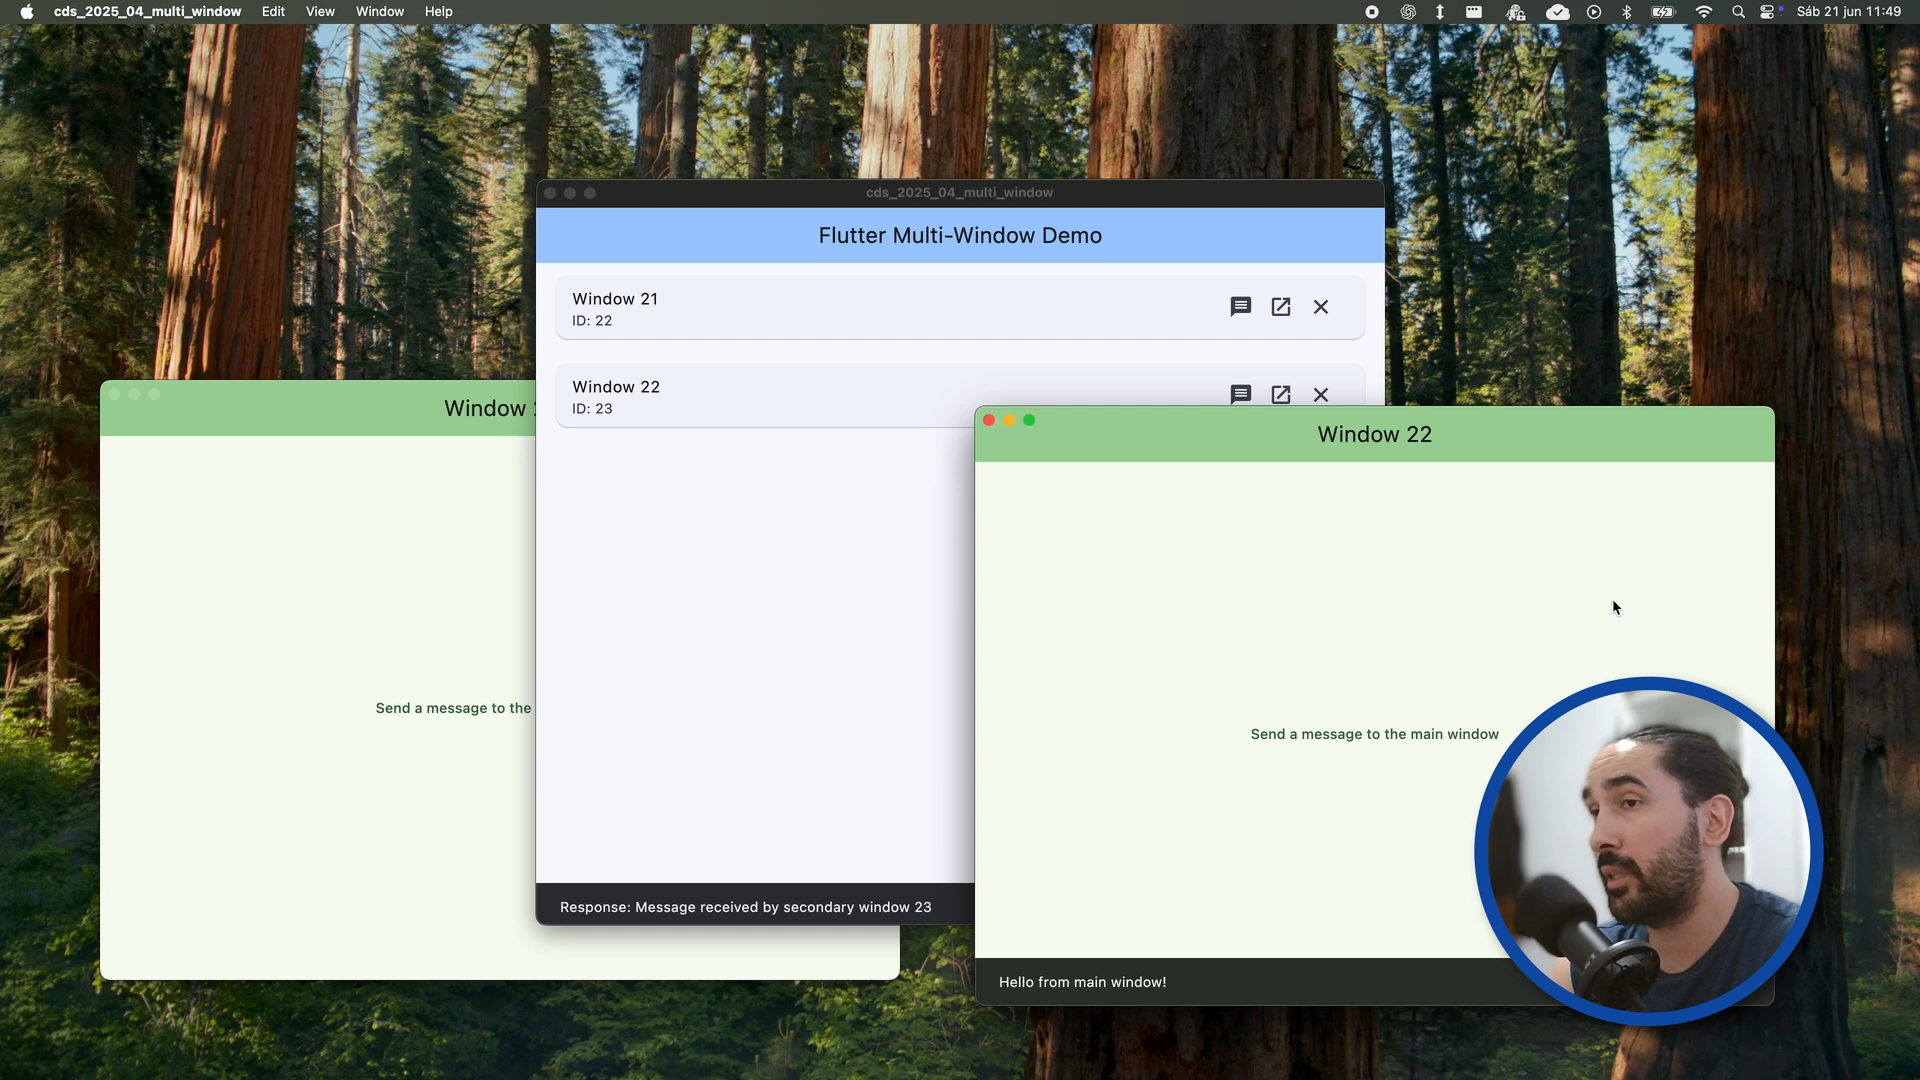 cds_2025_04_multi_window Edit View Window Help Sáb 21 jun 11:49
cds_2025_04_multi_window
Flutter Multi-Window Demo
Window 21
ID: 22
Window 22
ID: 23
Window
Send a message to the
Response: Message received by secondary window 23
Window 22
Send a message to the main window
Hello from main window!